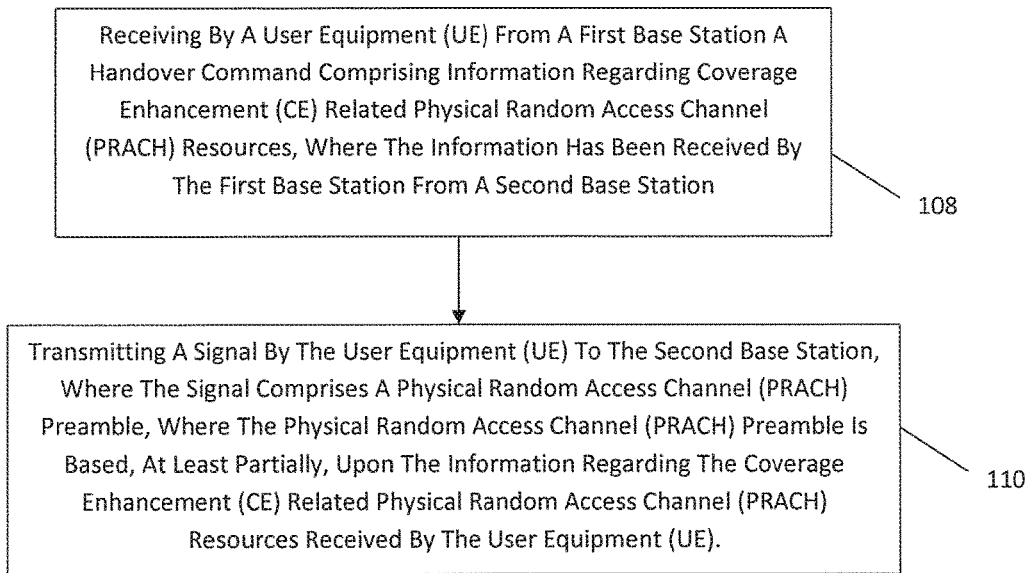 Receiving By A User Equipment (UE) From A First Base Station A
Handover Command Comprising Information Regarding Coverage
Enhancement (CE) Related Physical Random Access Channel
(PRACH) Resources, Where The Information Has Been Received By
The First Base Station From A Second Base Station
108
Transmitting A Signal By The User Equipment (UE) To The Second Base Station,
Where The Signal Comprises A Physical Random Access Channel (PRACH)
Preamble, Where The Physical Random Access Channel (PRACH) Preamble Is
Based, At Least Partially, Upon The Information Regarding The Coverage
Enhancement (CE) Related Physical Random Access Channel (PRACH)
Resources Received By The User Equipment (UE).
110